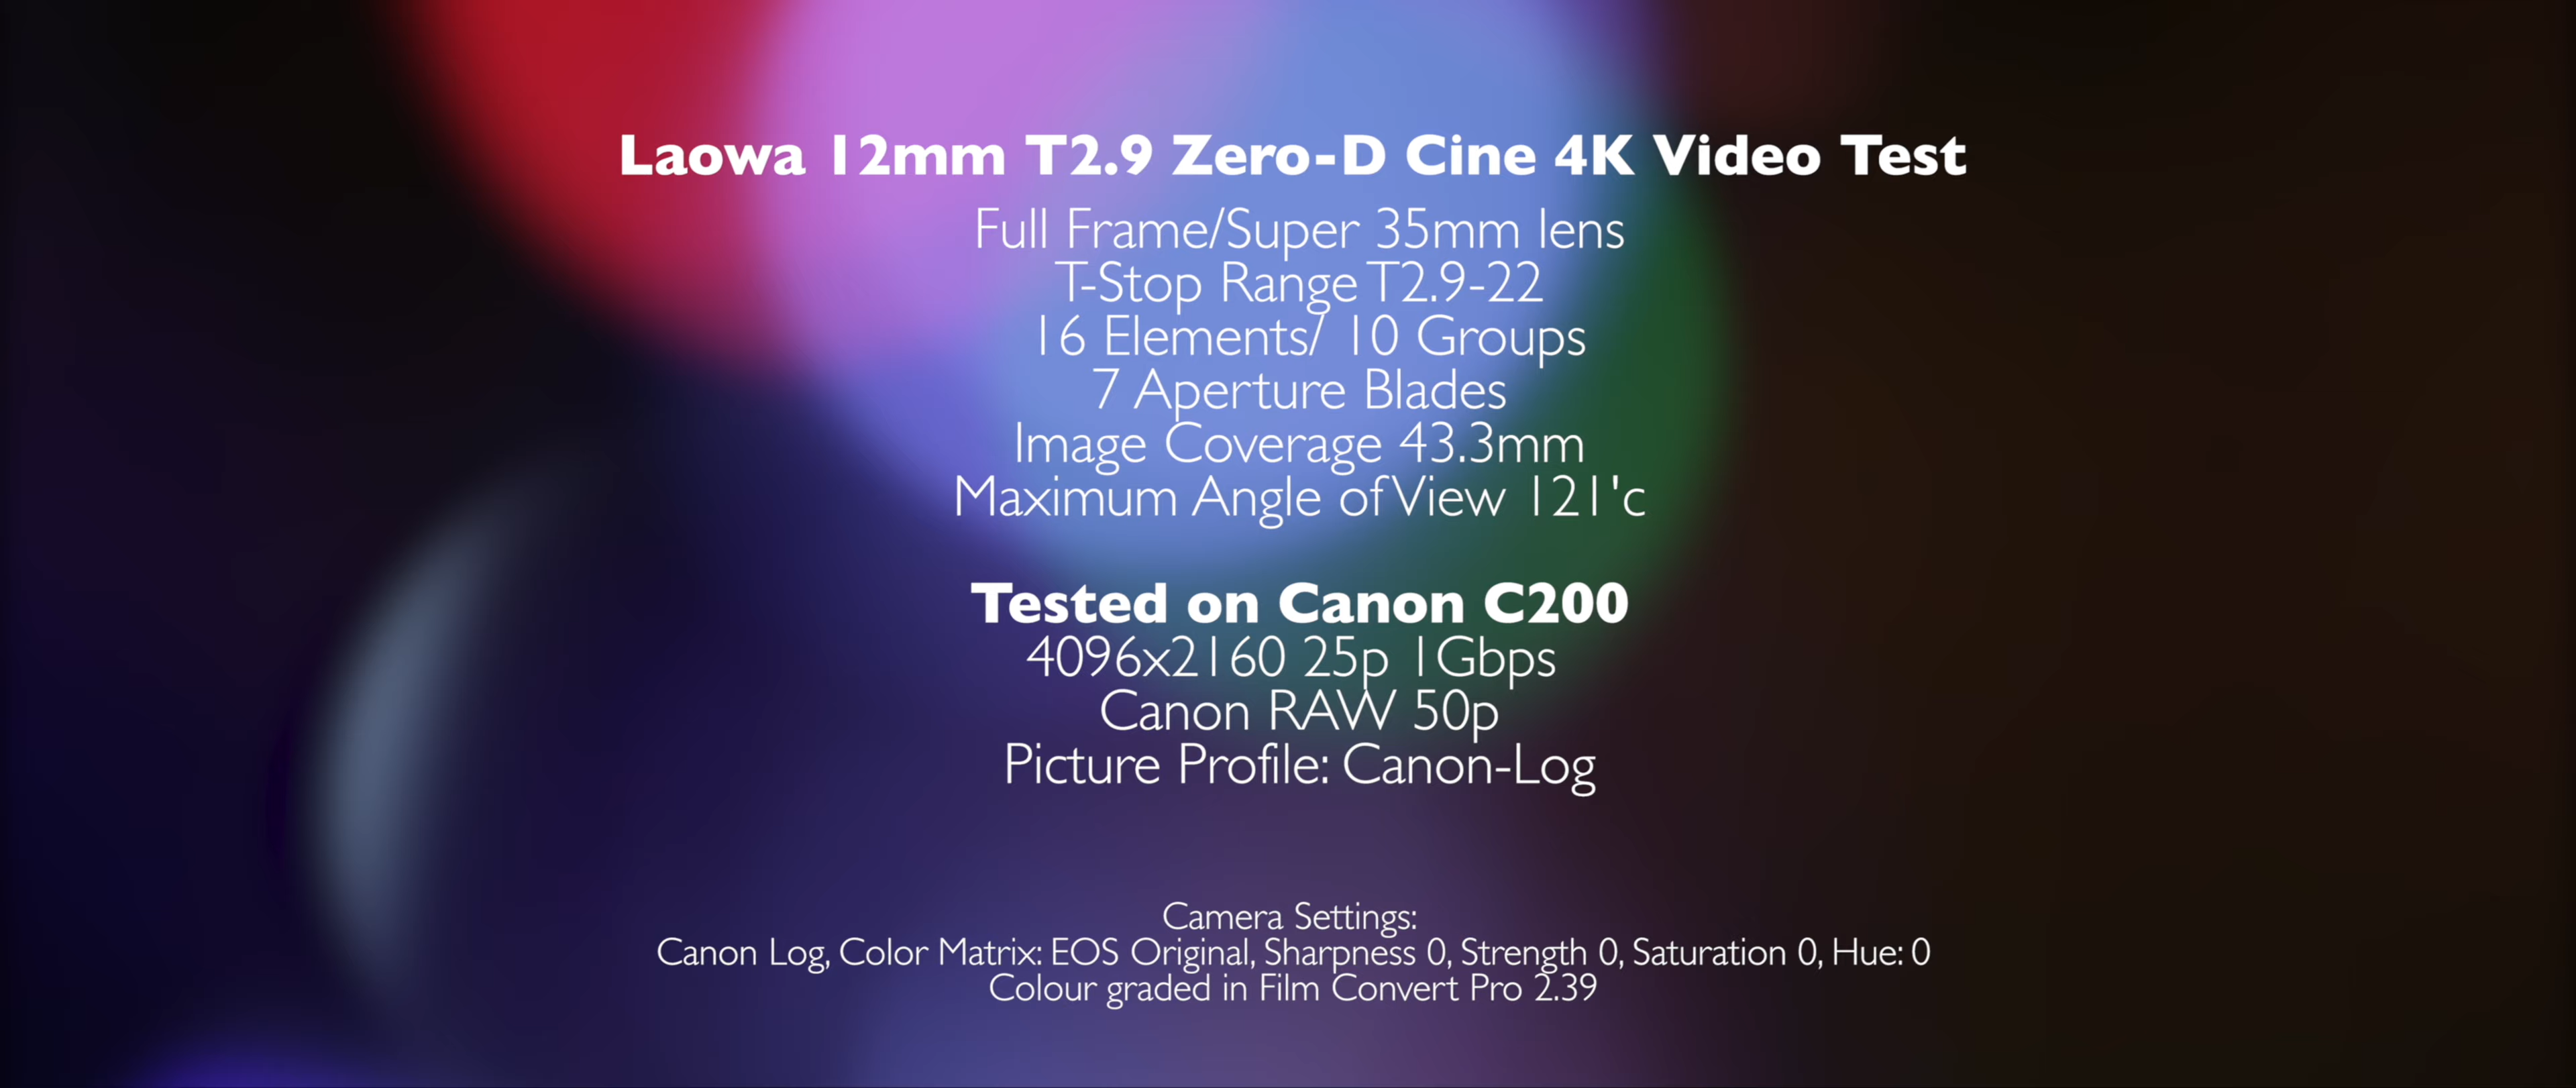 Laowa 12mm T2.9 Zero-D Cine 4K Video Test
Full Frame/Super 35mm lens
T-Stop Range T2.9-22
16 Elements/ 10 Groups
7 Aperture Blades
Image Coverage 43.3mm
Maximum Angle of View 121'c
Tested on Canon C200
4096x2160 25p 1Gbps
Canon RAW 50p
Picture Profile: Canon-Log
Camera Settings:
Canon Log, Color Matrix: EOS Original, Sharpness 0, Strength 0, Saturation 0, Hue: 0
Colour graded in Film Convert Pro 2.39